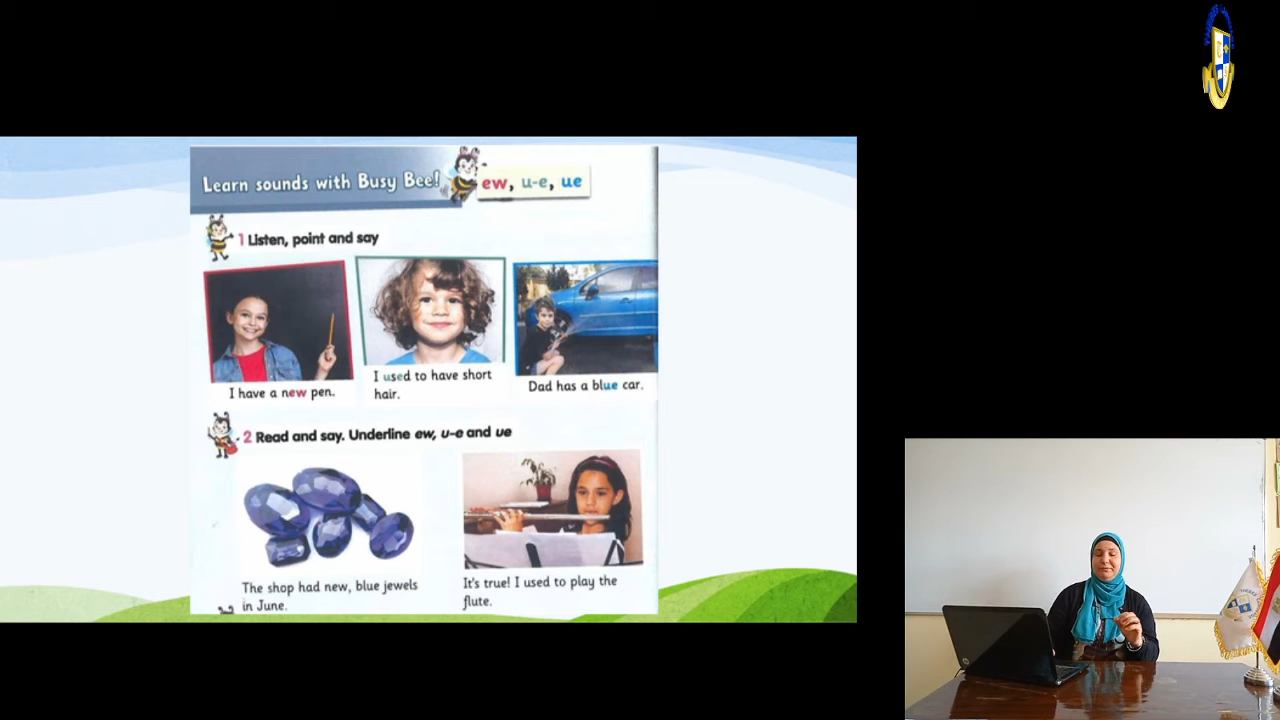 Learn sounds with Busy Bee!
ew, u-e, ue
1 Listen, point and say
I have a new pen.
I used to have short
hair.
Dad has a blue car.
2 Read and say. Underline ew, u-e and ue
The shop had new, blue jewels
in June.
It's true! I used to play the
flute.